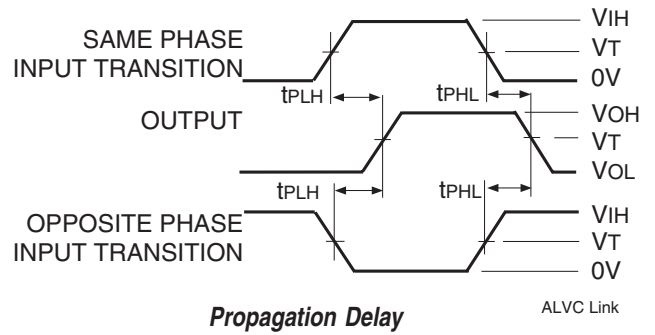 SAME PHASE
INPUT TRANSITION
VIH
VT
0V
tPLH
tPHL
OUTPUT
VOH
VT
VOL
tPLH
tPHL
OPPOSITE PHASE
INPUT TRANSITION
VIH
VT
0V
Propagation Delay
ALVC Link